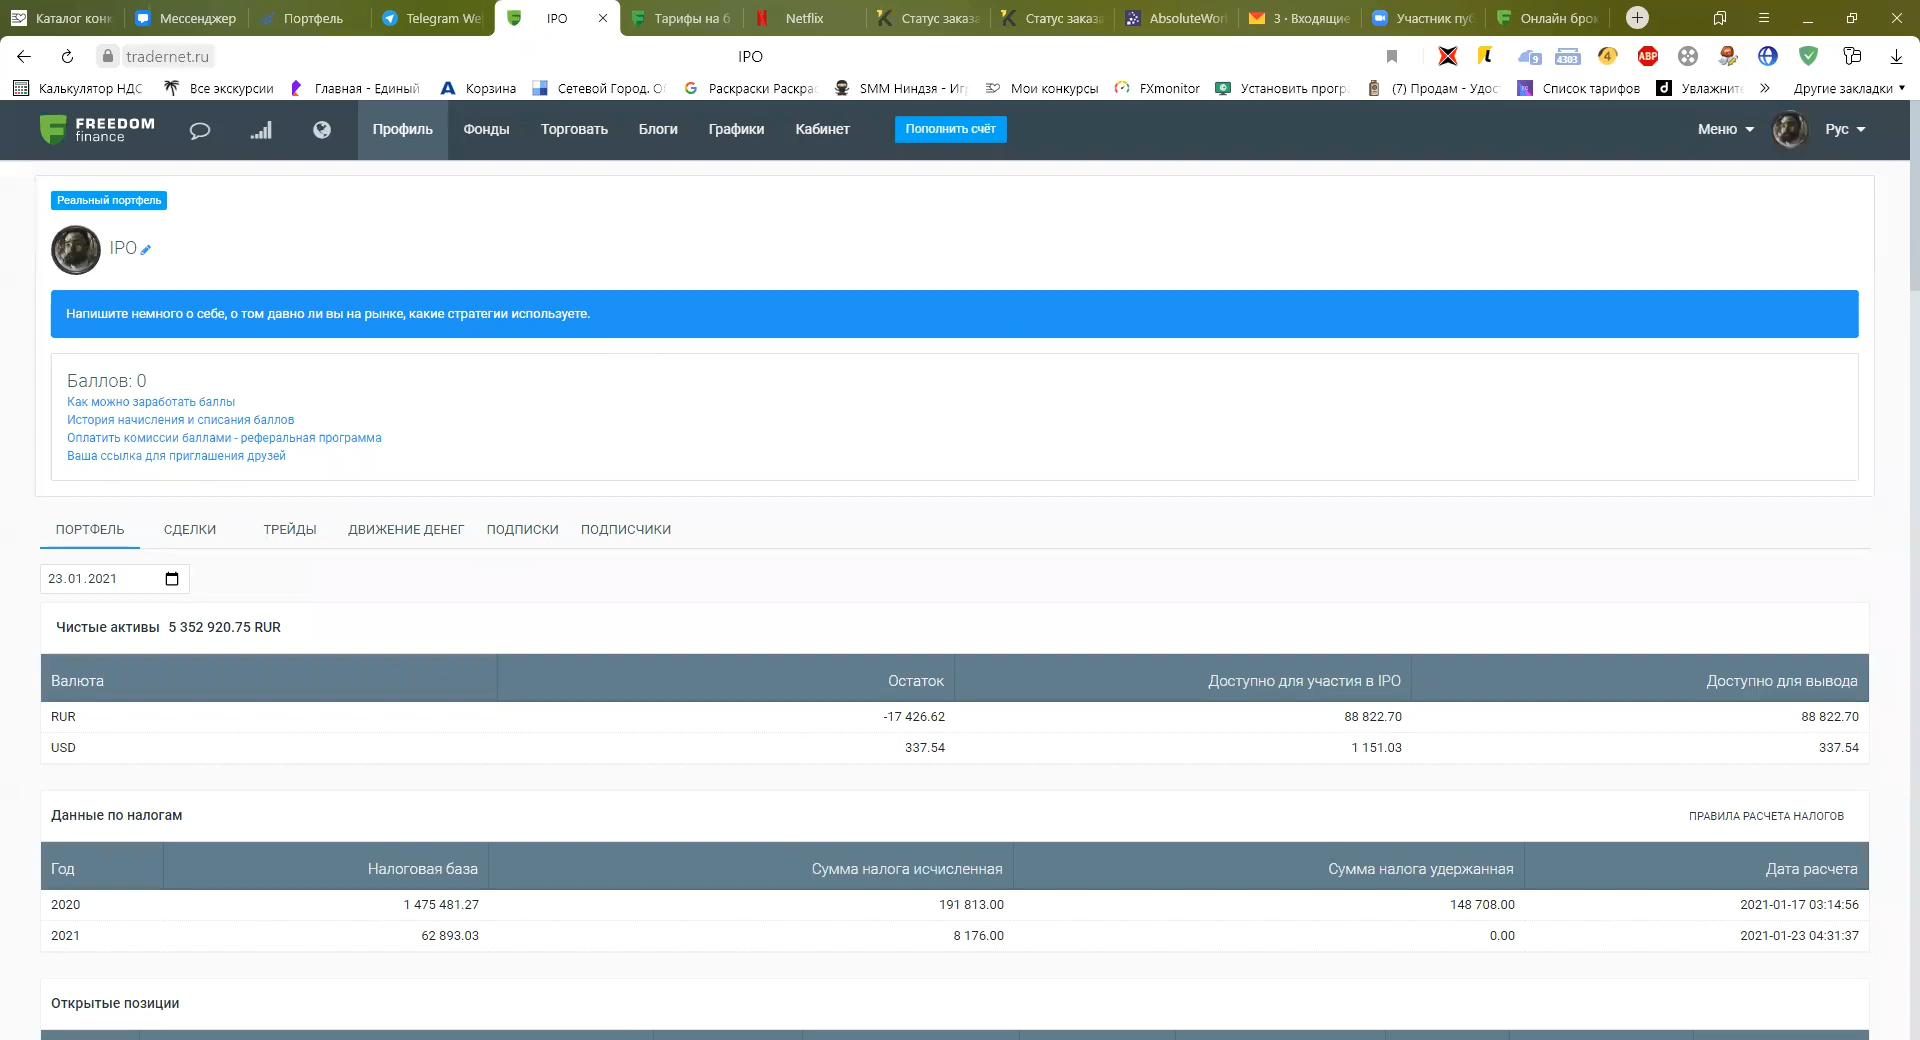 Каталог конк
Мессенджер
Портфель
Telegram We
IPO
Тарифы на б
Netflix
Статус заказа
Статус заказа
AbsoluteWor
3 · Входящие
Участник пу
Онлайн брок
tradernet.ru
IPO
9
4303
4
ABP
Калькулятор НДС
Все экскурсии
Главная - Единый
Корзина
Сетевой Город. О
Раскраски Раскрас
SMM Ниндзя - Иг
Мои конкурсы
FXmonitor
Установить прогр
(7) Продам - Удос
Список тарифов
Увлажните
Другие закладки
FREEDOM
finance
Профиль
Фонды
Торговать
Блоги
Графики
Кабинет
Пополнить счёт
Меню
Рус
Реальный портфель
IPO
Напишите немного о себе, о том давно ли вы на рынке, какие стратегии используете.
Баллов: 0
Как можно заработать баллы
История начисления и списания баллов
Оплатить комиссии баллами - реферальная программа
Ваша ссылка для приглашения друзей
ПОРТФЕЛЬ СДЕЛКИ ТРЕЙДЫ ДВИЖЕНИЕ ДЕНЕГ ПОДПИСКИ ПОДПИСЧИКИ
23.01.2021
Чистые активы 5 352 920.75 RUR
Валюта Остаток Доступно для участия в IPO Доступно для вывода
RUR -17 426.62 88 822.70 88 822.70
USD 337.54 1 151.03 337.54
Данные по налогам ПРАВИЛА РАСЧЕТА НАЛОГОВ
Год Налоговая база Сумма налога исчисленная Сумма налога удержанная Дата расчета
2020 1 475 481.27 191 813.00 148 708.00 2021-01-17 03:14:56
2021 62 893.03 8 176.00 0.00 2021-01-23 04:31:37
Открытые позиции